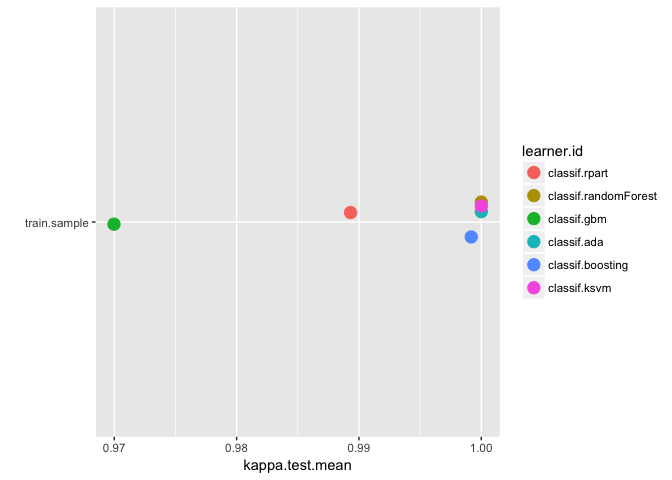 train.sample
0.97
0.98
0.99
1.00
kappa.test.mean
learner.id
classif.rpart
classif.randomForest
classif.gbm
classif.ada
classif.boosting
classif.ksvm